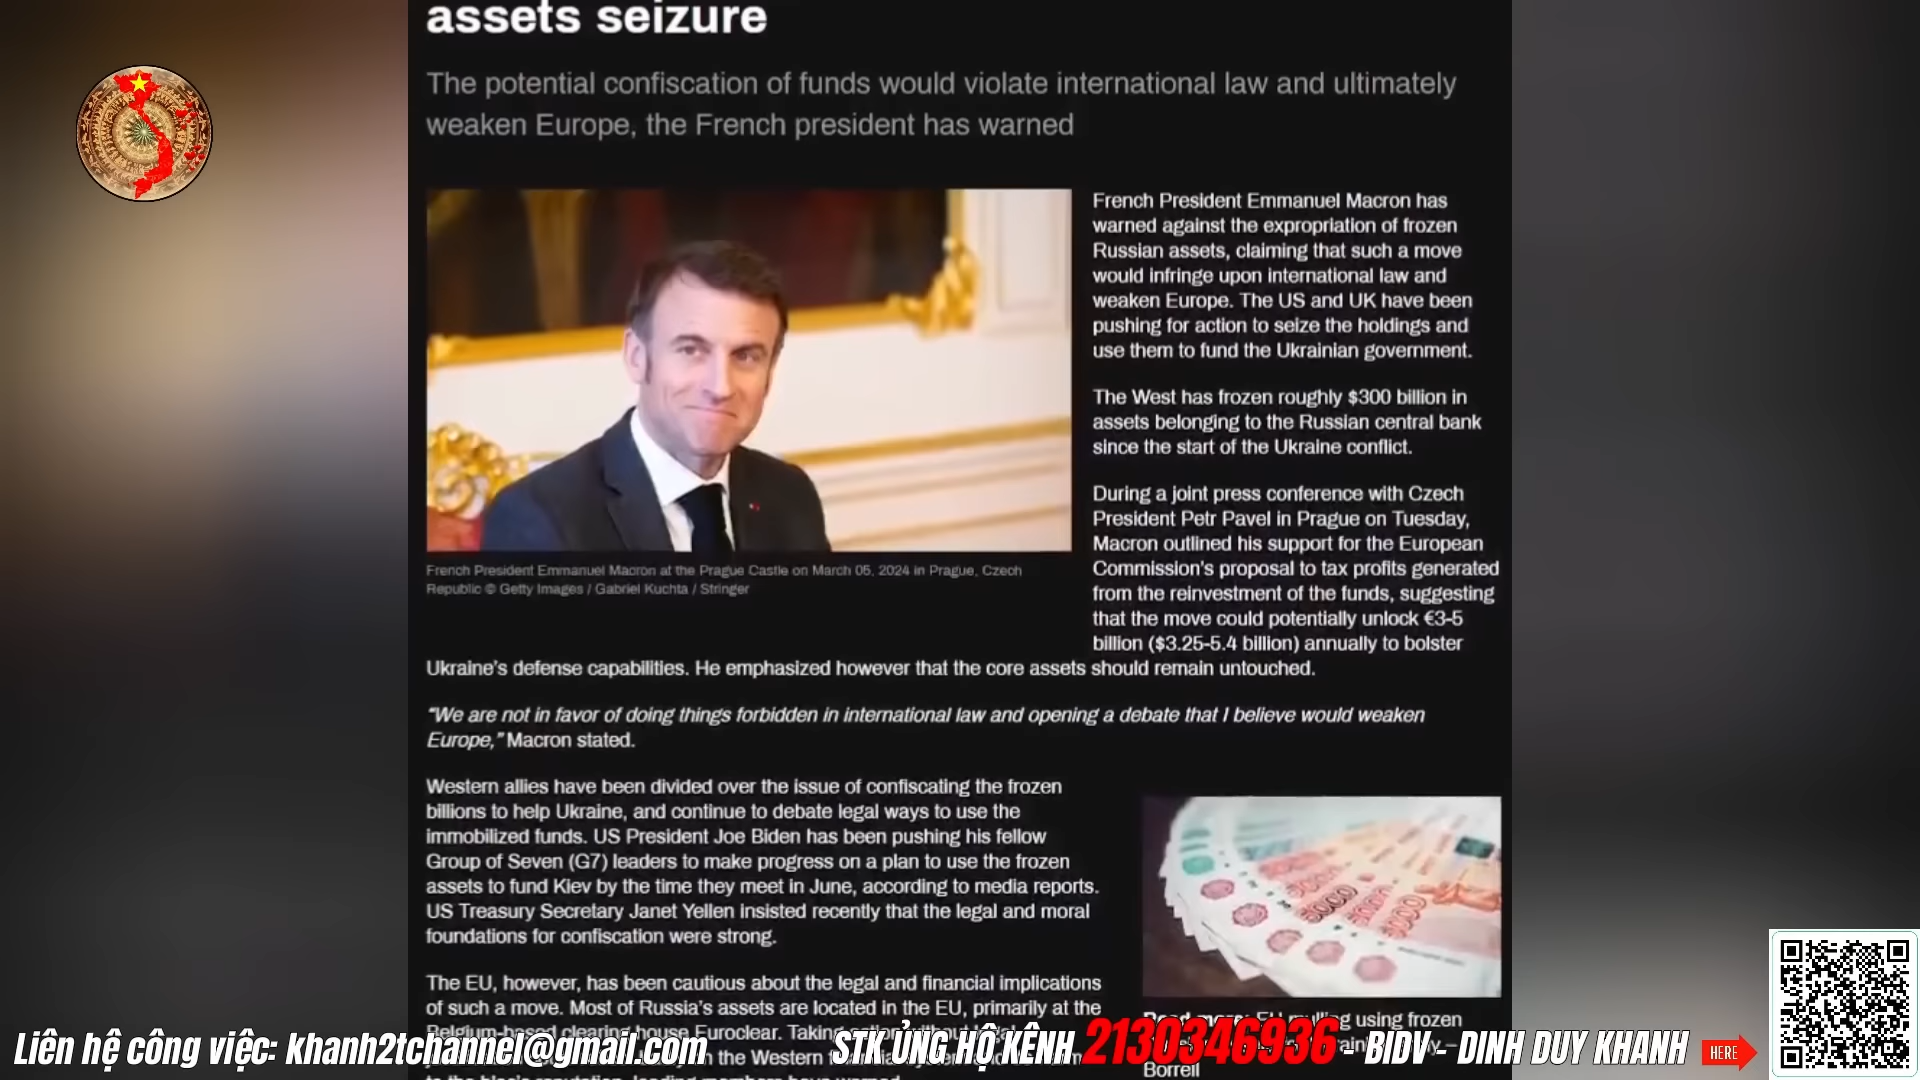 assets seizure
The potential confiscation of funds would violate international law and ultimately
weaken Europe, the French president has warned
French President Emmanuel Macron at the Prague Castle on March 05, 2024 in Prague, Czech
Republic © Getty Images / Gabriel Kuchta / Stringer
French President Emmanuel Macron has
warned against the expropriation of frozen
Russian assets, claiming that such a move
would infringe upon international law and
weaken Europe. The US and UK have been
pushing for action to seize the holdings and
use them to fund the Ukrainian government.
The West has frozen roughly $300 billion in
assets belonging to the Russian central bank
since the start of the Ukraine conflict.
During a joint press conference with Czech
President Petr Pavel in Prague on Tuesday,
Macron outlined his support for the European
Commission's proposal to tax profits generated
from the reinvestment of the funds, suggesting
that the move could potentially unlock €3-5
billion ($3.25-5.4 billion) annually to bolster
Ukraine's defense capabilities. He emphasized however that the core assets should remain untouched.
"We are not in favor of doing things forbidden in international law and opening a debate that I believe would weaken
Europe," Macron stated.
Western allies have been divided over the issue of confiscating the frozen
billions to help Ukraine, and continue to debate legal ways to use the
immobilized funds. US President Joe Biden has been pushing his fellow
Group of Seven (G7) leaders to make progress on a plan to use the frozen
assets to fund Kiev by the time they meet in June, according to media reports.
US Treasury Secretary Janet Yellen insisted recently that the legal and moral
foundations for confiscation were strong.
The EU, however, has been cautious about the legal and financial implications
of such a move. Most of Russia's assets are located in the EU, primarily at the
Belgium-based clearing house Euroclear. Taking
in the Western
Read more: EU mulling using frozen
Borrell
Liên hệ công việc: khanh2tchannel@gmail.com
STK ỦNG HỘ KÊNH 2130346936 - BIDV - DINH DUY KHANH
HERE